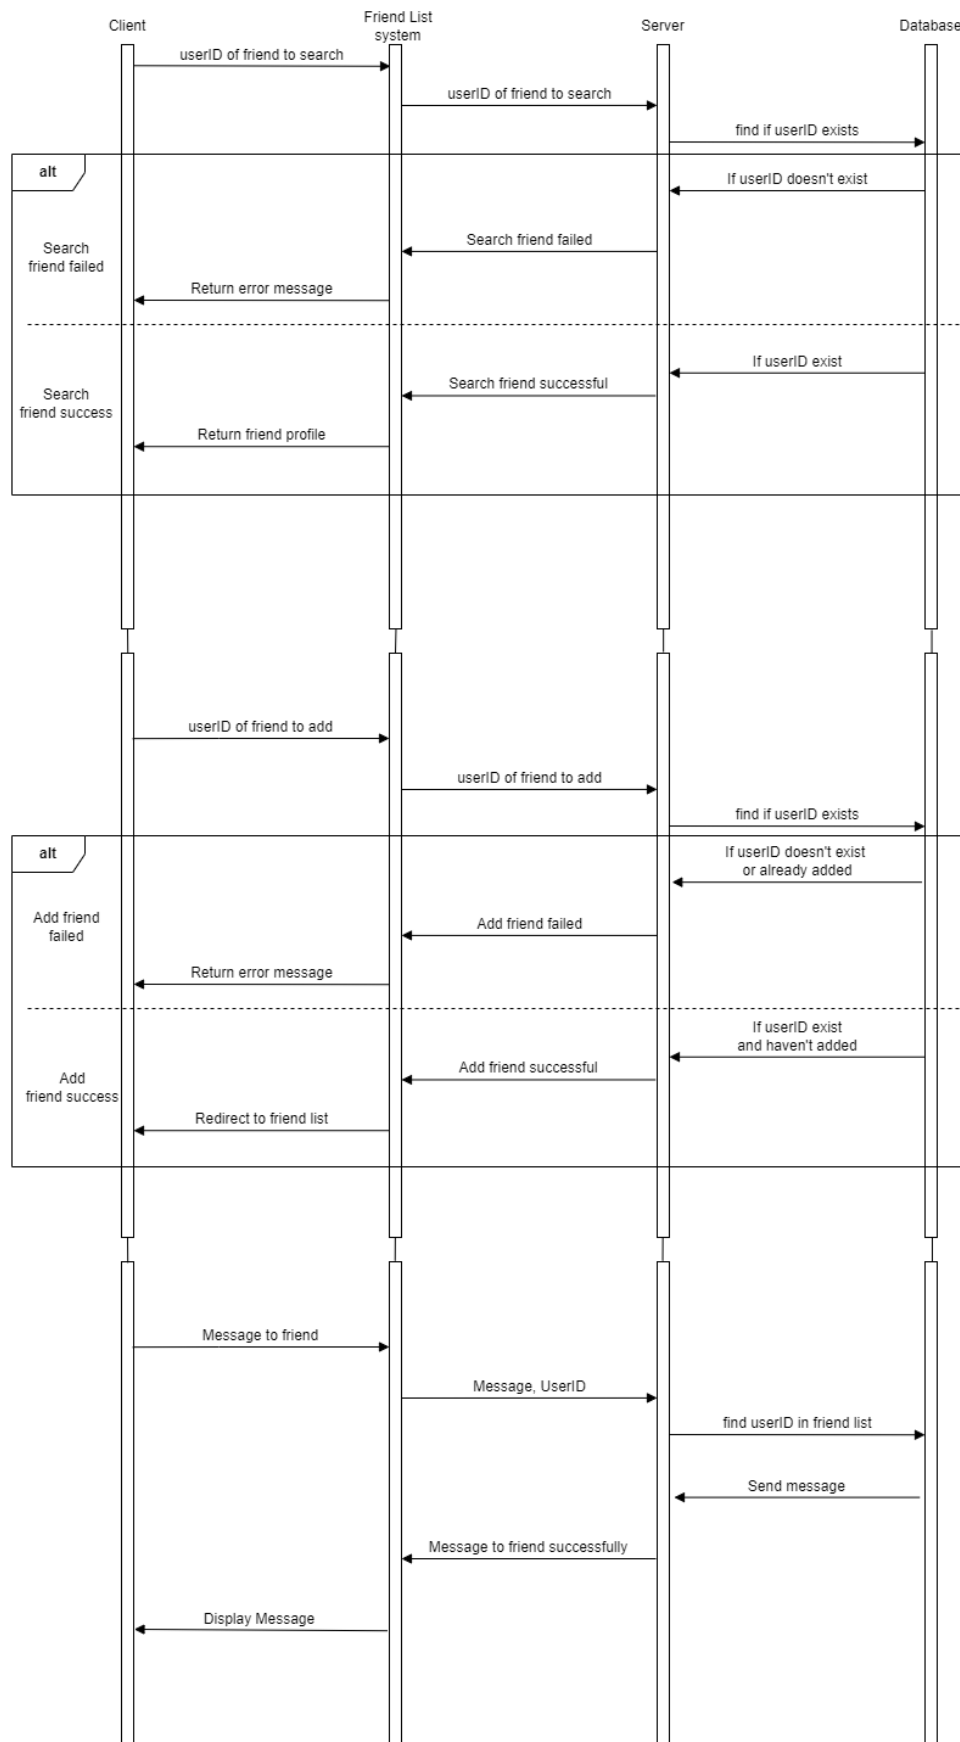 Client
Friend List
system
Server
Database
userID of friend to search
userID of friend to search
find if userID exists
alt
If userID doesn't exist
Search friend failed
Search
friend failed
Return error message
If userID exist
Search friend successful
Search
friend success
Return friend profile
userID of friend to add
userID of friend to add
find if userID exists
alt
If userID doesn't exist
or already added
Add friend
failed
Add friend failed
Return error message
If userID exist
and haven't added
Add friend successful
Add
friend success
Redirect to friend list
Message to friend
Message, UserID
find userID in friend list
Send message
Message to friend successfully
Display Message